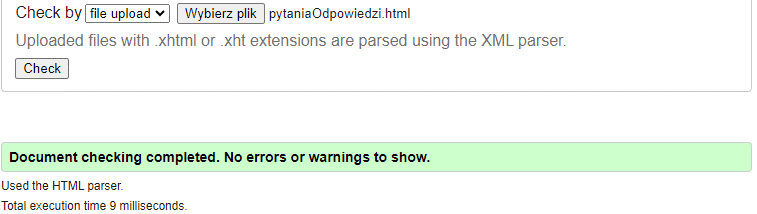 Check by file upload Wybierz plik pytaniaOdpowiedzi.html
Uploaded files with .xhtml or .xht extensions are parsed using the XML parser.
Check
Document checking completed. No errors or warnings to show.
Used the HTML parser.
Total execution time 9 milliseconds.